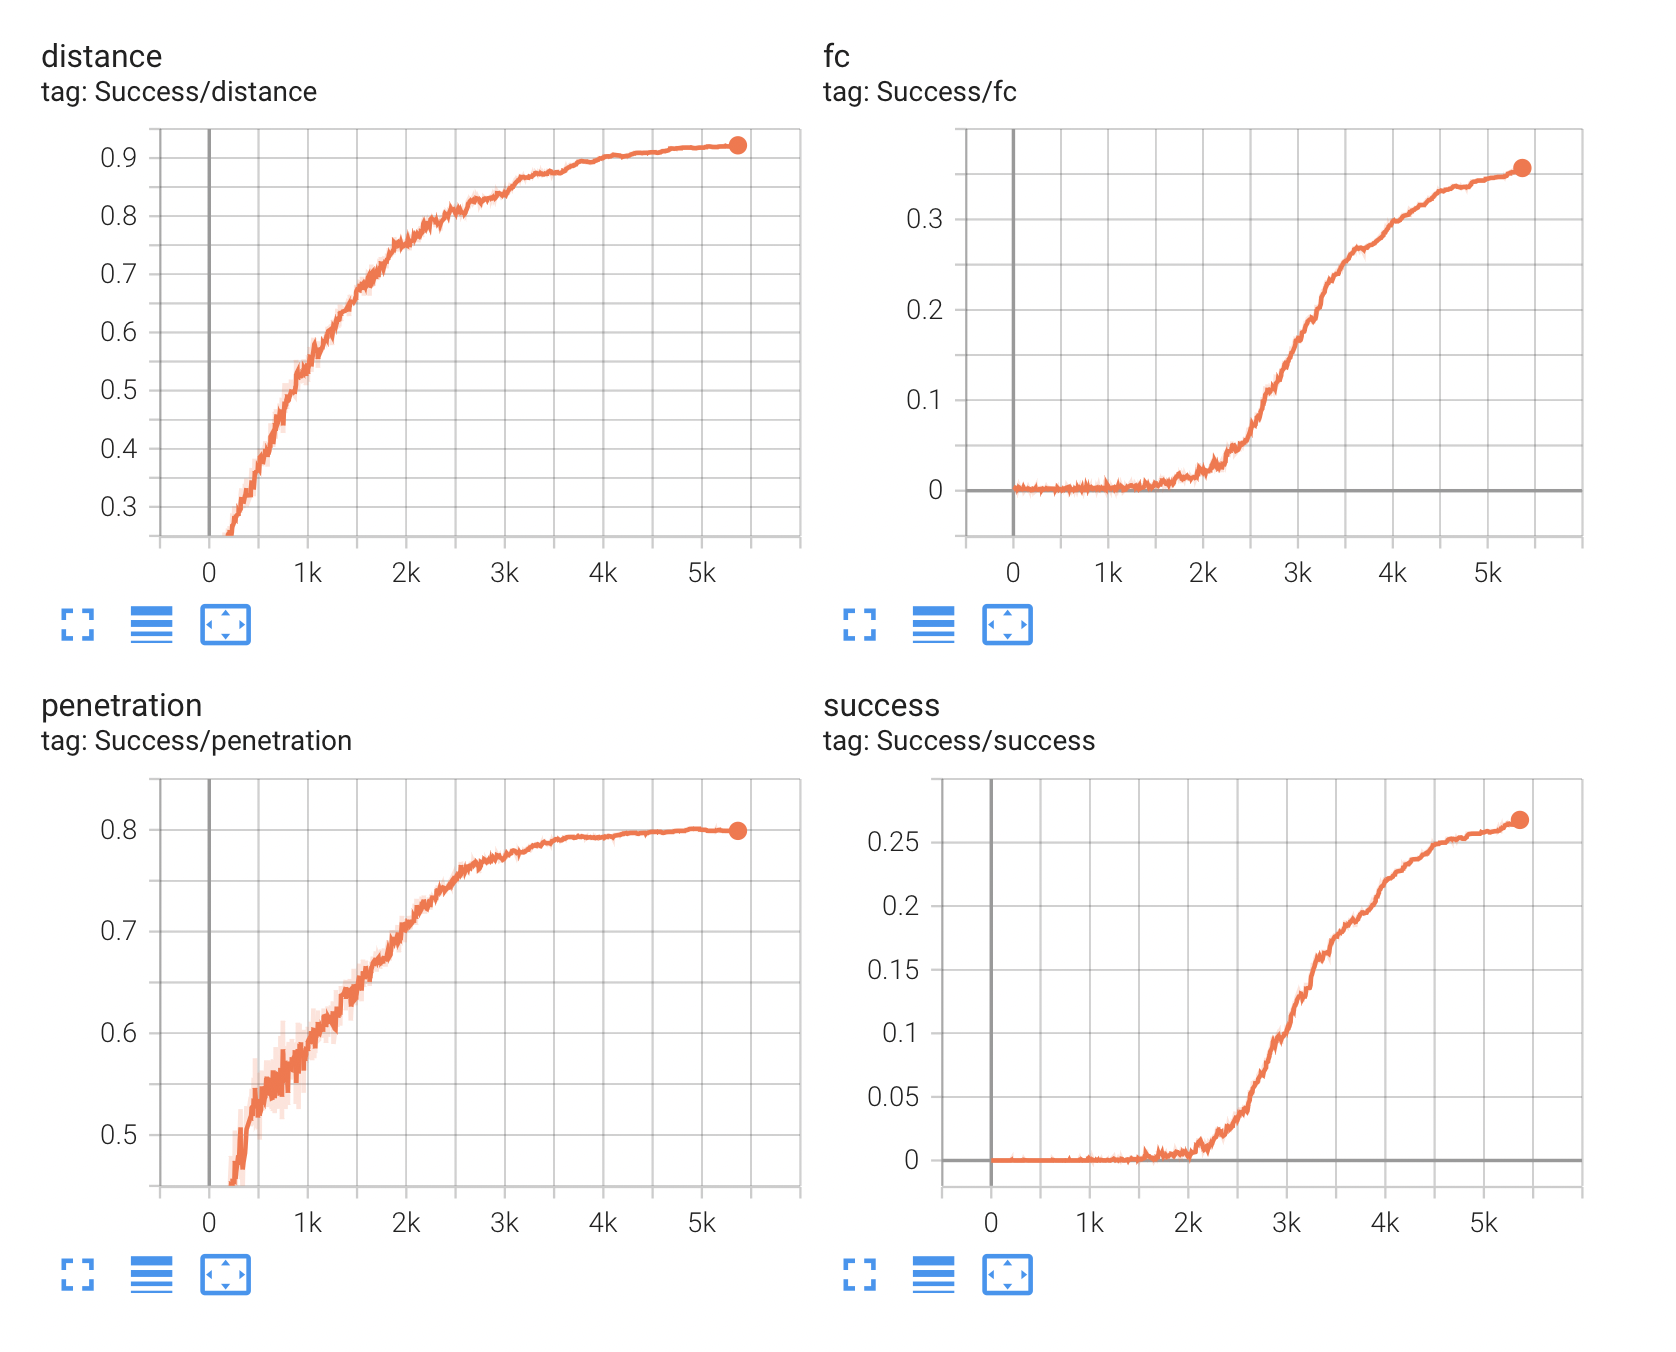 distance
tag: Success/distance
0.9
0.8
0.7
0.6
0.5
0.4
0.3
0 1k 2k 3k 4k 5k
fc
tag: Success/fc
0.3
0.2
0.1
0
0 1k 2k 3k 4k 5k
penetration
tag: Success/penetration
0.8
0.7
0.6
0.5
0 1k 2k 3k 4k 5k
success
tag: Success/success
0.25
0.2
0.15
0.1
0.05
0
0 1k 2k 3k 4k 5k